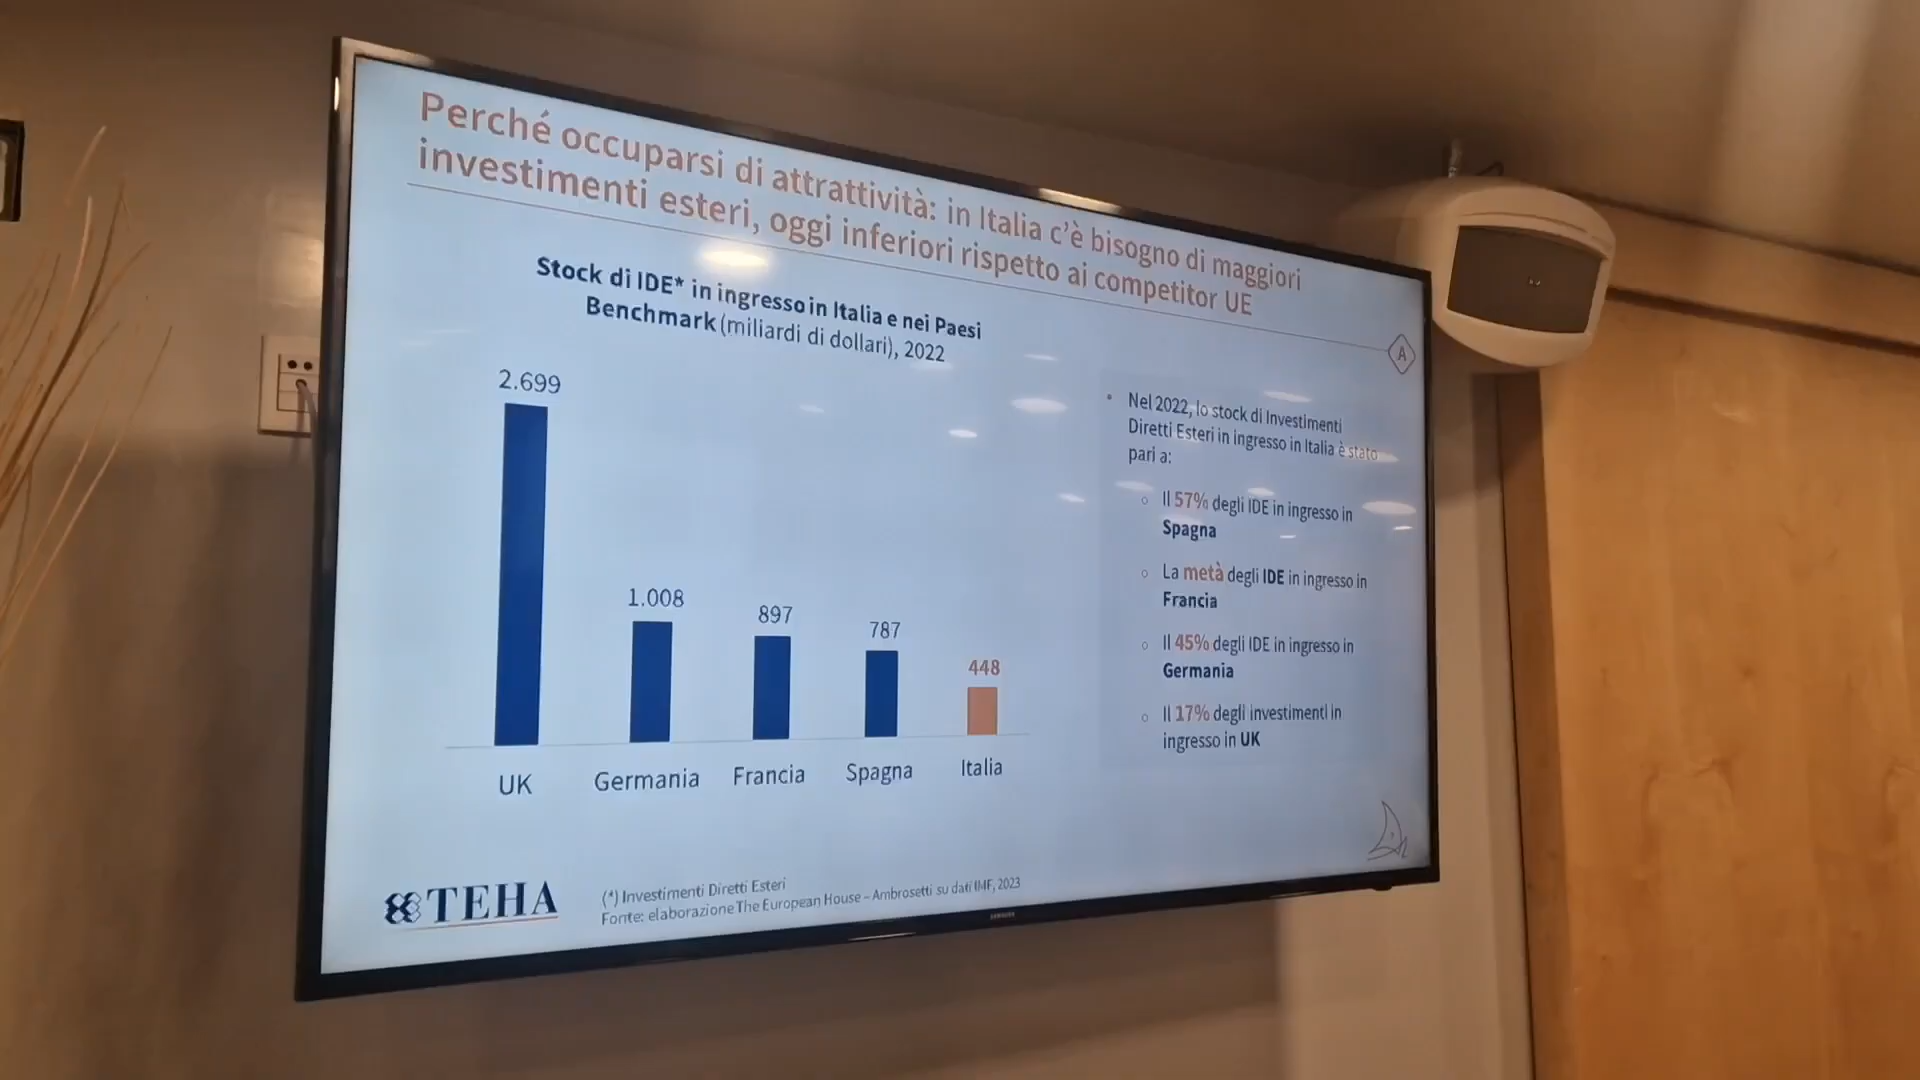 Perché occuparsi di attrattività: in Italia c'è bisogno di maggiori
investimenti esteri, oggi inferiori rispetto ai competitor UE
A
Stock di IDE* in ingresso in Italia e nei Paesi
Benchmark (miliardi di dollari), 2022
2.699
1.008
897
787
448
UK
Germania
Francia
Spagna
Italia
• Nel 2022, lo stock di Investimenti
Diretti Esteri in ingresso in Italia è stato
pari a:
○ Il 57% degli IDE in ingresso in
Spagna
○ La metà degli IDE in ingresso in
Francia
○ Il 45% degli IDE in ingresso in
Germania
○ Il 17% degli investimenti in
ingresso in UK
TEHA
(*) Investimenti Diretti Esteri
Fonte: elaborazione The European House – Ambrosetti su dati IMF, 2023
SAMSUNG